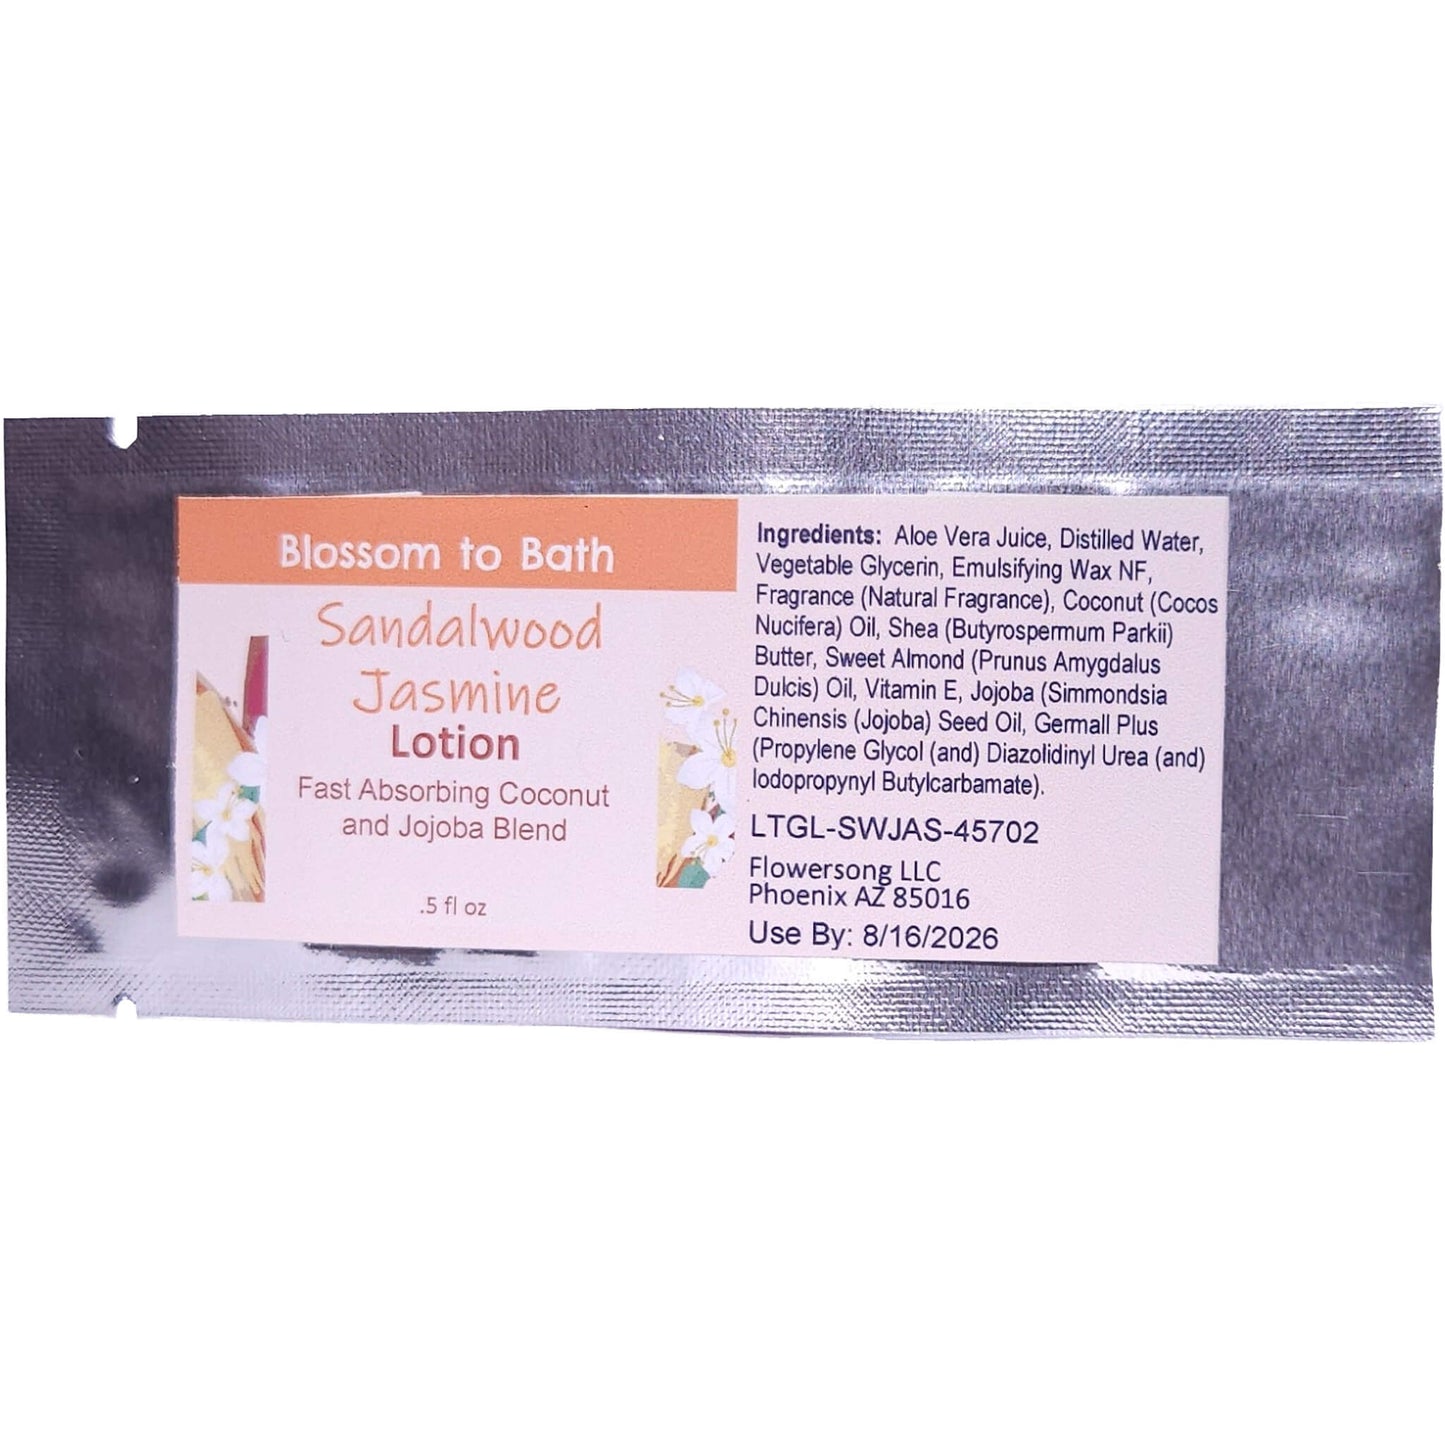 Blossom to Bath
Sandalwood
Jasmine
Lotion
Fast Absorbing Coconut
and Jojoba Blend
.5 fl oz
Ingredients: Aloe Vera Juice, Distilled Water,
Vegetable Glycerin, Emulsifying Wax NF,
Fragrance (Natural Fragrance), Coconut (Cocos
Nucifera) Oil, Shea (Butyrospermum Parkii)
Butter, Sweet Almond (Prunus Amygdalus
Dulcis) Oil, Vitamin E, Jojoba (Simmondsia
Chinensis (Jojoba) Seed Oil, Germall Plus
(Propylene Glycol (and) Diazolidinyl Urea (and)
Iodopropynyl Butylcarbamate).
LTGL-SWJAS-45702
Flowersong LLC
Phoenix AZ 85016
Use By: 8/16/2026